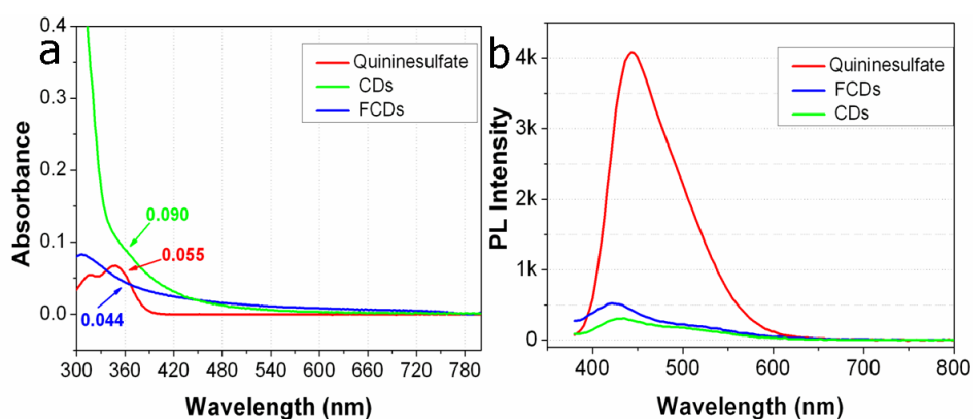 a
0.4
0.3
0.2
0.1
0.0
Absorbance
Quininesulfate
CDs
FCDs
0.090
0.055
0.044
300 360 420 480 540 600 660 720 780
Wavelength (nm)
b
4k
3k
2k
1k
0
PL Intensity
Quininesulfate
FCDs
CDs
400 500 600 700 800
Wavelength (nm)